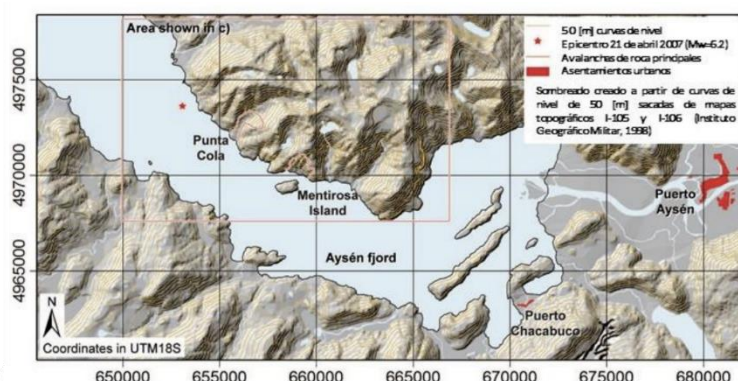 Area shown in c)
50 [m] curvas de nivel
Epicentro 21 de abril 2007 (Mw=6.2)
Avalanchas de roca principales
Asentamientos urbanos
Sombreado creado a partir de curvas de
nivel de 50 [m] sacadas de mapas
topográficos I-105 y I-106 (Instituto
Geográfico Militar, 1998)
4975000
4970000
4965000
Punta
Cola
Mentirosa
Island
Puerto
Aysén
Aysén fjord
Puerto
Chacabuco
N
Coordinates in UTM18S
650000 655000 660000 665000 670000 675000 680000